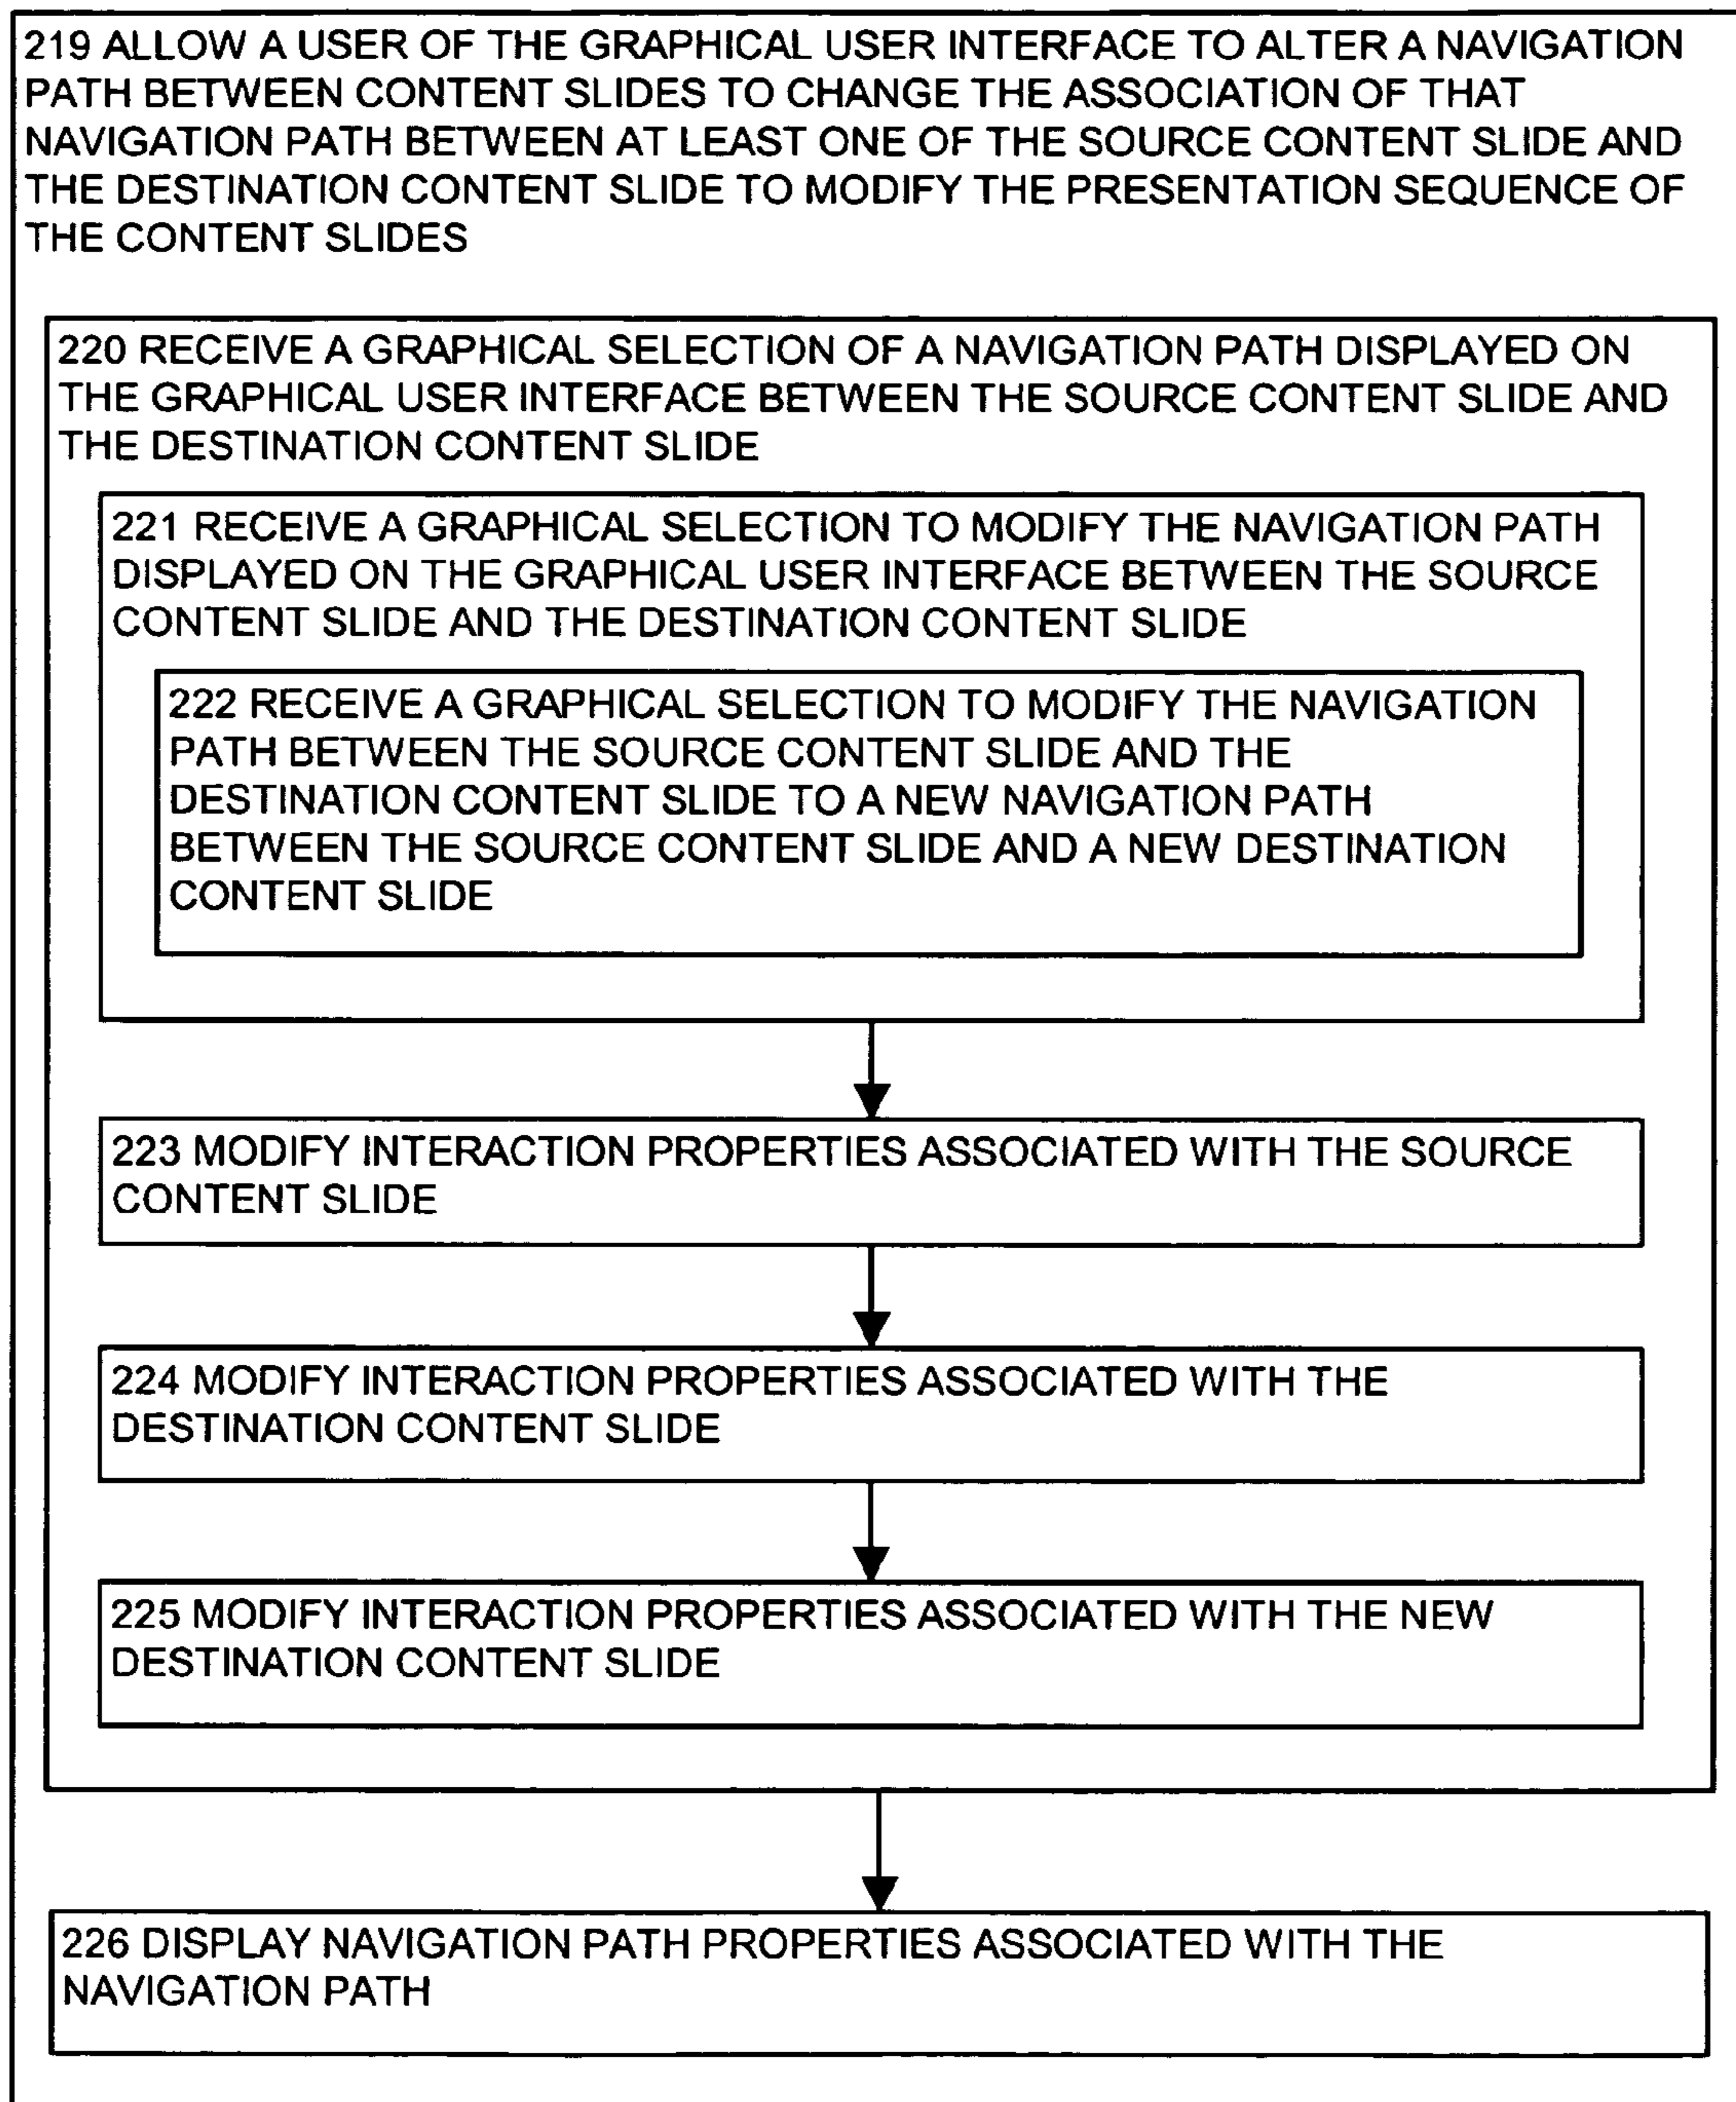 219 ALLOW A USER OF THE GRAPHICAL USER INTERFACE TO ALTER A NAVIGATION
PATH BETWEEN CONTENT SLIDES TO CHANGE THE ASSOCIATION OF THAT
NAVIGATION PATH BETWEEN AT LEAST ONE OF THE SOURCE CONTENT SLIDE AND
THE DESTINATION CONTENT SLIDE TO MODIFY THE PRESENTATION SEQUENCE OF
THE CONTENT SLIDES
220 RECEIVE A GRAPHICAL SELECTION OF A NAVIGATION PATH DISPLAYED ON
THE GRAPHICAL USER INTERFACE BETWEEN THE SOURCE CONTENT SLIDE AND
THE DESTINATION CONTENT SLIDE
221 RECEIVE A GRAPHICAL SELECTION TO MODIFY THE NAVIGATION PATH
DISPLAYED ON THE GRAPHICAL USER INTERFACE BETWEEN THE SOURCE
CONTENT SLIDE AND THE DESTINATION CONTENT SLIDE
222 RECEIVE A GRAPHICAL SELECTION TO MODIFY THE NAVIGATION
PATH BETWEEN THE SOURCE CONTENT SLIDE AND THE
DESTINATION CONTENT SLIDE TO A NEW NAVIGATION PATH
BETWEEN THE SOURCE CONTENT SLIDE AND A NEW DESTINATION
CONTENT SLIDE
223 MODIFY INTERACTION PROPERTIES ASSOCIATED WITH THE SOURCE
CONTENT SLIDE
224 MODIFY INTERACTION PROPERTIES ASSOCIATED WITH THE
DESTINATION CONTENT SLIDE
225 MODIFY INTERACTION PROPERTIES ASSOCIATED WITH THE NEW
DESTINATION CONTENT SLIDE
226 DISPLAY NAVIGATION PATH PROPERTIES ASSOCIATED WITH THE
NAVIGATION PATH